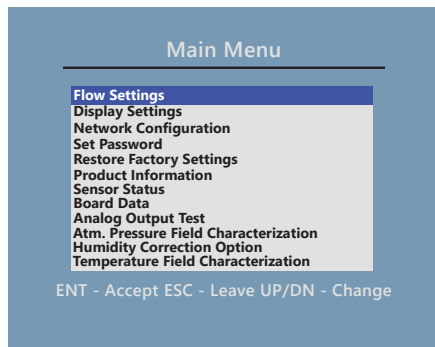 Main Menu
Flow Settings
Display Settings
Network Configuration
Set Password
Restore Factory Settings
Product Information
Sensor Status
Board Data
Analog Output Test
Atm. Pressure Field Characterization
Humidity Correction Option
Temperature Field Characterization
ENT - Accept ESC - Leave UP/DN - Change